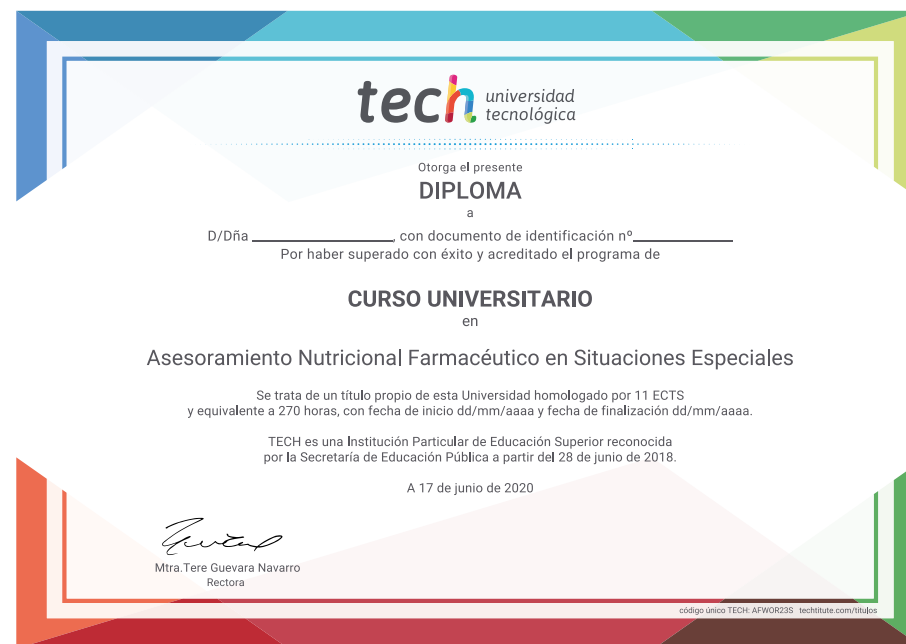 tech universidad
tecnológica
Otorga el presente
DIPLOMA
a
D/Dña ____________, con documento de identificación nº____________
Por haber superado con éxito y acreditado el programa de
CURSO UNIVERSITARIO
en
Asesoramiento Nutricional Farmacéutico en Situaciones Especiales
Se trata de un título propio de esta Universidad homologado por 11 ECTS
y equivalente a 270 horas, con fecha de inicio dd/mm/aaaa y fecha de finalización dd/mm/aaaa.
TECH es una Institución Particular de Educación Superior reconocida
por la Secretaría de Educación Pública a partir del 28 de junio de 2018.
A 17 de junio de 2020
Mtra.Tere Guevara Navarro
Rectora
código único TECH: AFWOR23S techtitute.com/titulos